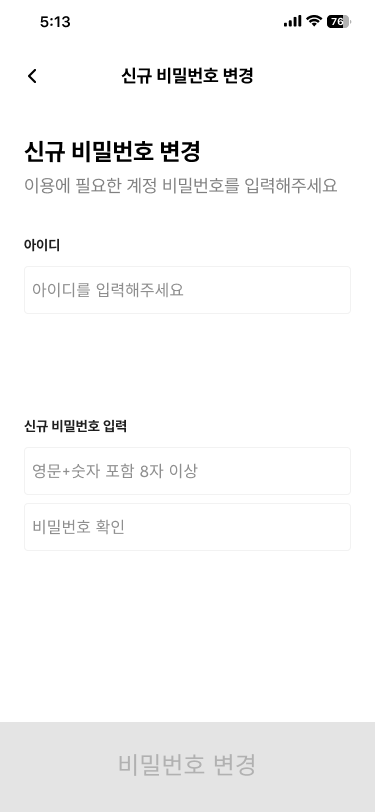 5:13
76
신규 비밀번호 변경
신규 비밀번호 변경
이용에 필요한 계정 비밀번호를 입력해주세요
아이디
아이디를 입력해주세요
신규 비밀번호 입력
영문+숫자 포함 8자 이상
비밀번호 확인
비밀번호 변경